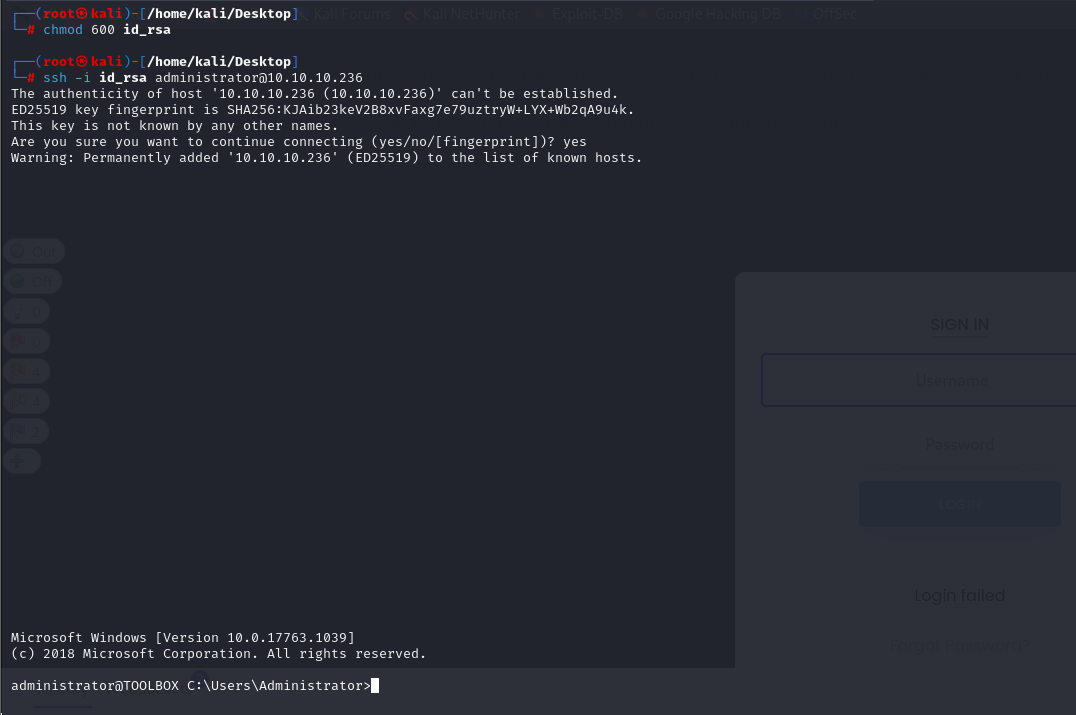 ┌──(root㉿kali)-[/home/kali/Desktop]
Kali Forums Kali NetHunter Exploit-DB Google Hacking DB OffSec
└─# chmod 600 id_rsa
┌──(root㉿kali)-[/home/kali/Desktop]
└─# ssh -i id_rsa administrator@10.10.10.236
The authenticity of host '10.10.10.236 (10.10.10.236)' can't be established.
ED25519 key fingerprint is SHA256:KJAib23keV2B8xvFaxg7e79uztryW+LYX+Wb2qA9u4k.
This key is not known by any other names.
Are you sure you want to continue connecting (yes/no/[fingerprint])? yes
Warning: Permanently added '10.10.10.236' (ED25519) to the list of known hosts.
SIGN IN
Username
Password
LOG IN
Login failed
Forgot Password?
Microsoft Windows [Version 10.0.17763.1039]
(c) 2018 Microsoft Corporation. All rights reserved.
administrator@TOOLBOX C:\Users\Administrator>